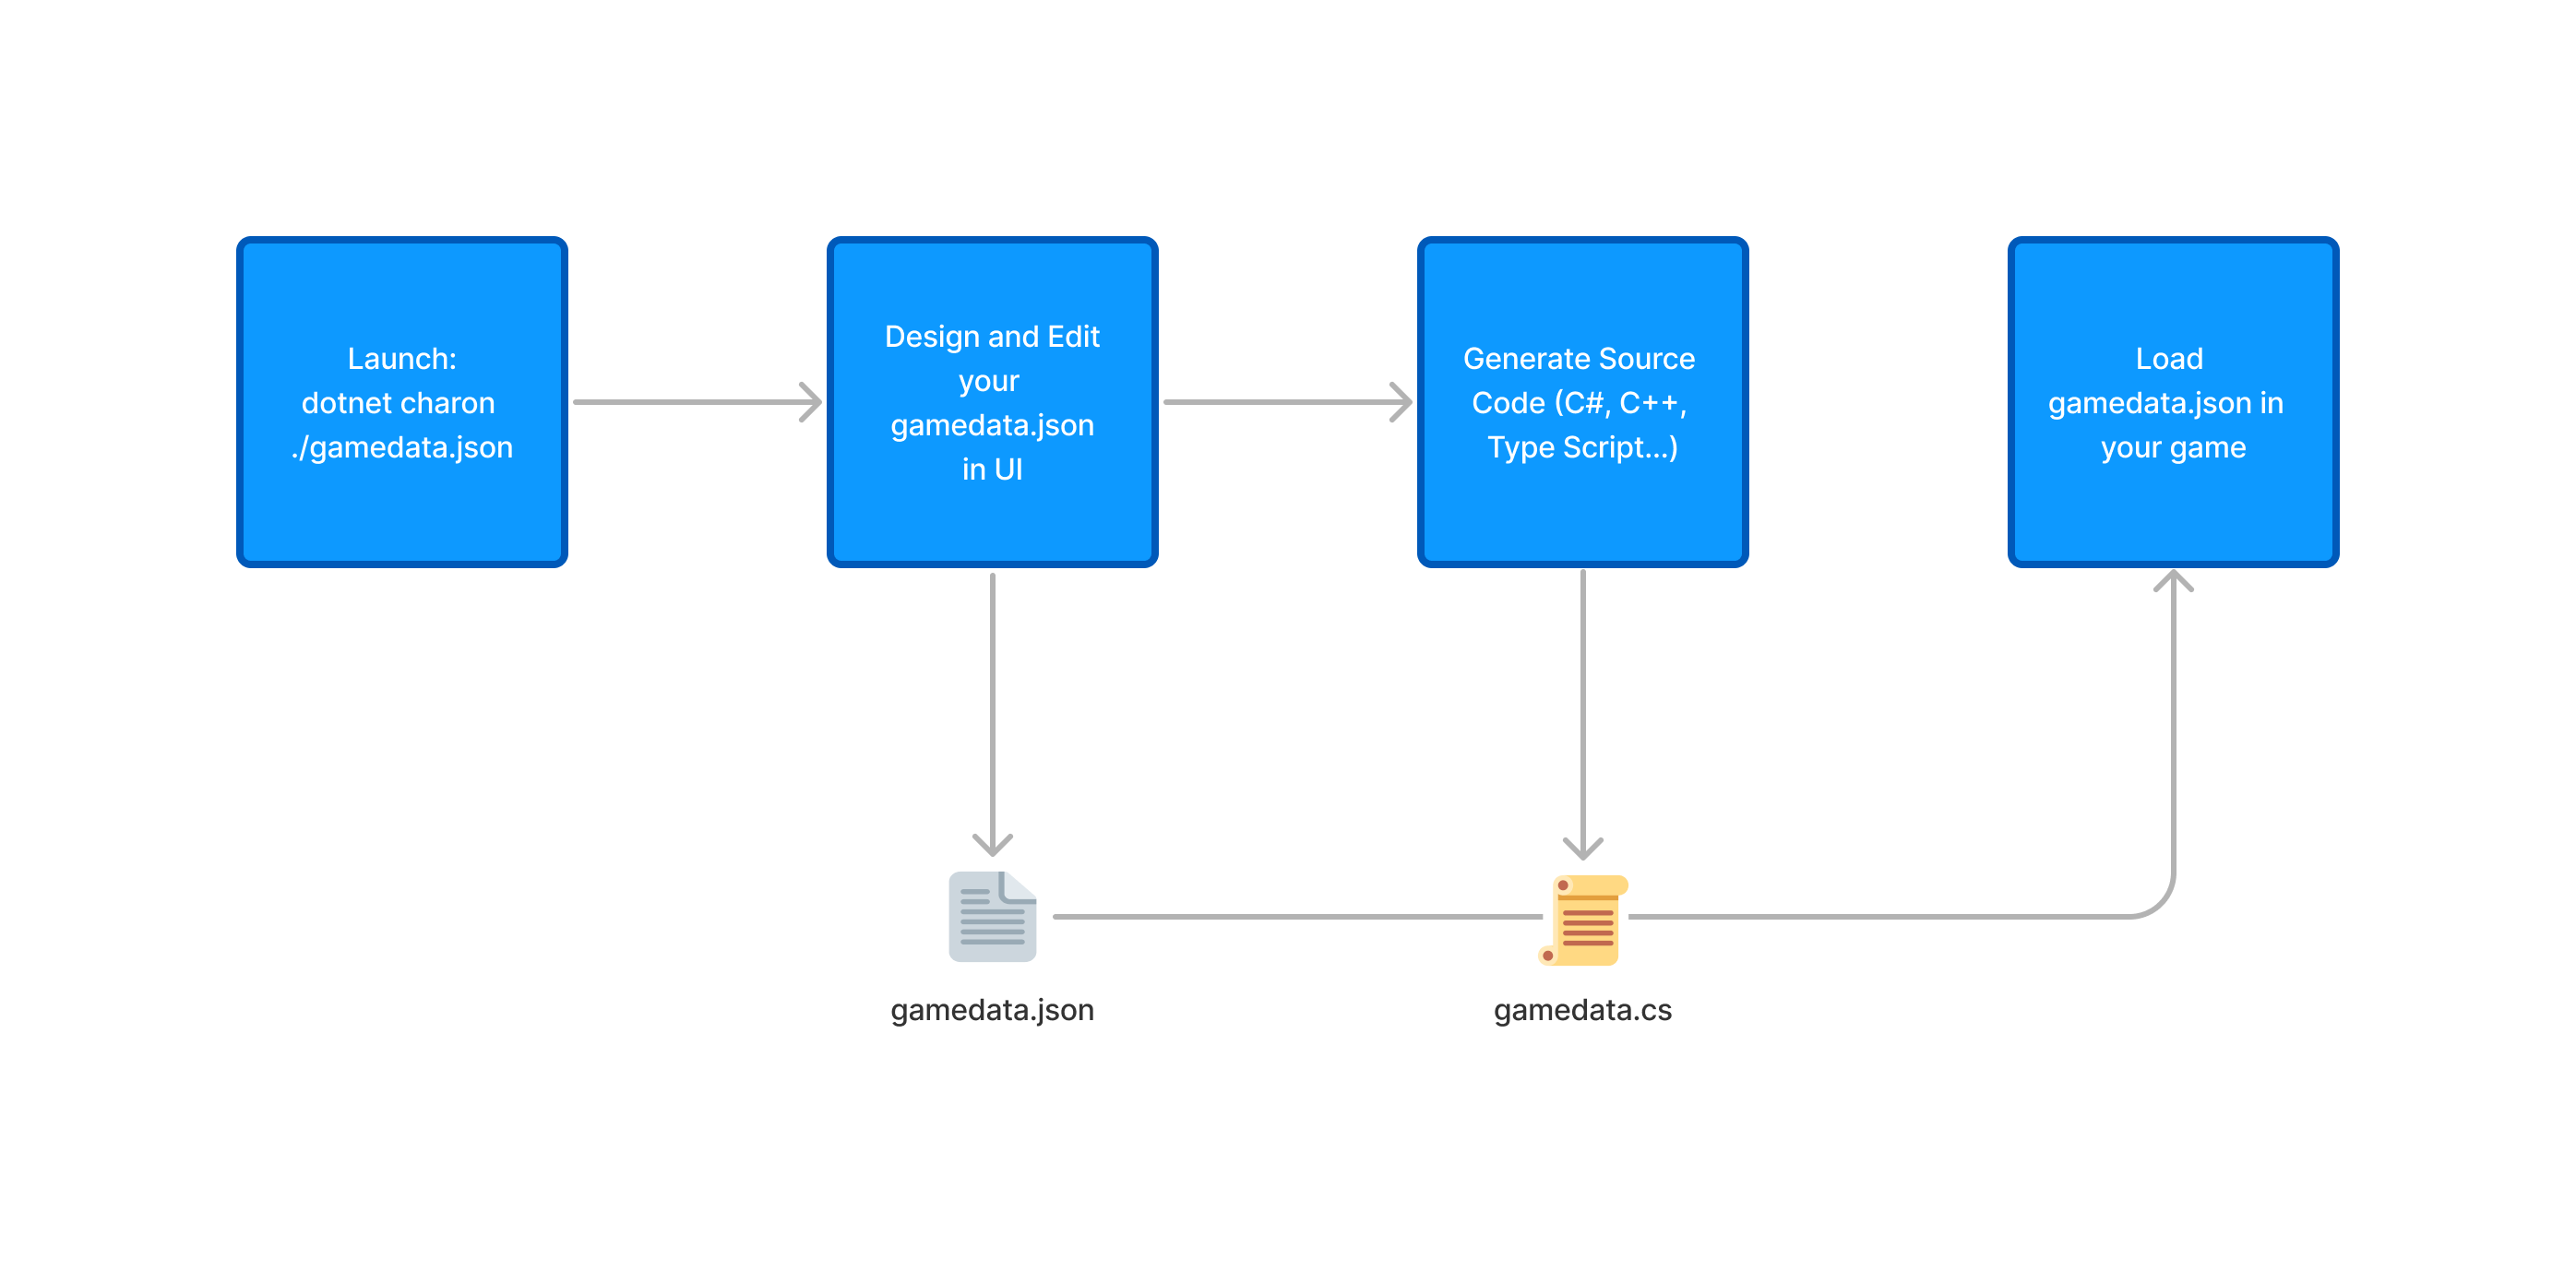 Launch:
dotnet charon
./gamedata.json
Design and Edit
your
gamedata.json
in UI
Generate Source
Code (C#, C++,
Type Script...)
Load
gamedata.json in
your game
gamedata.json
gamedata.cs